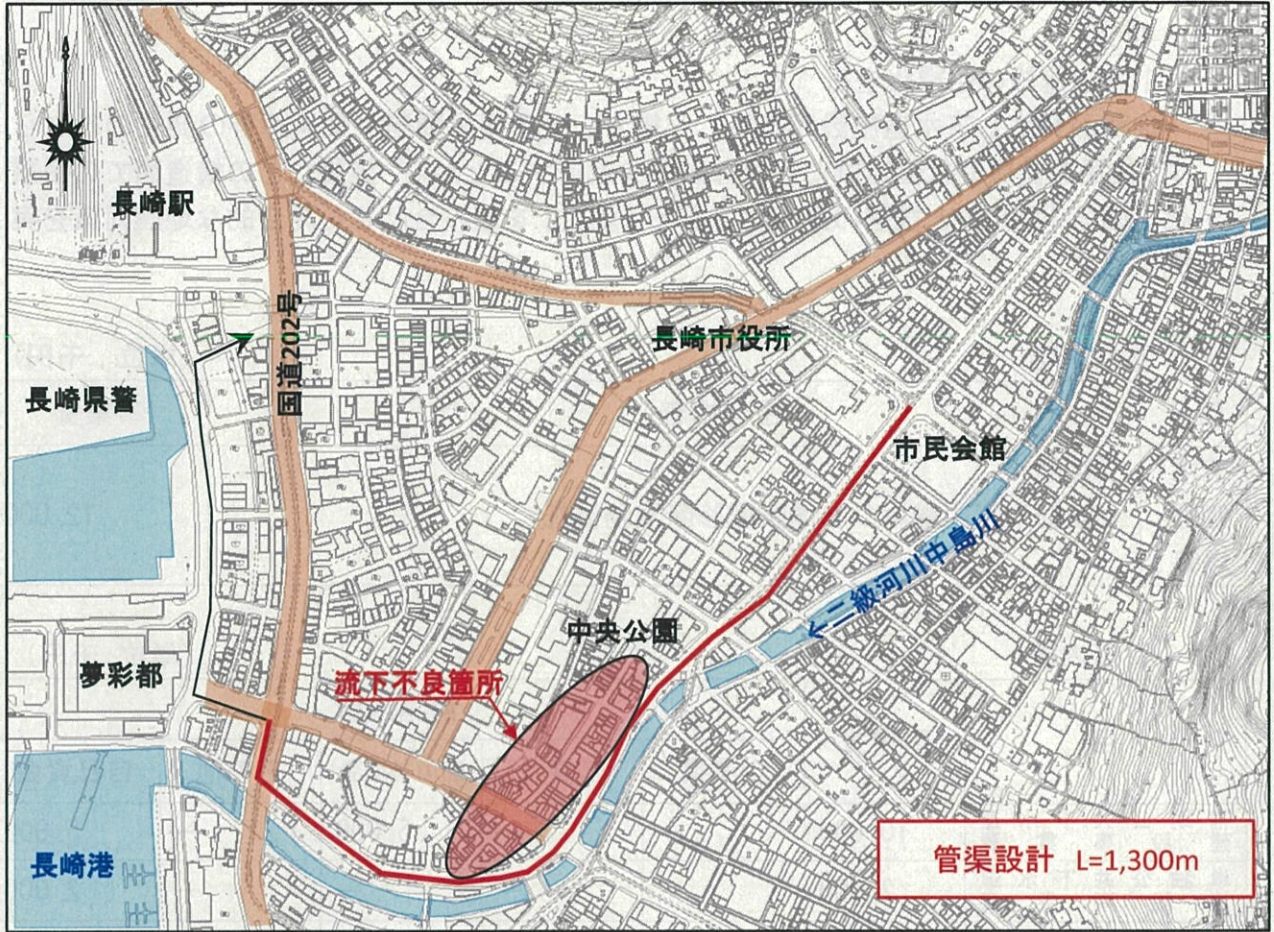 長崎駅
国道202号
長崎市役所
長崎県警
市民会館
←二級河川中島川
中央公園
夢彩都
流下不良箇所
長崎港
管渠設計 L=1,300m